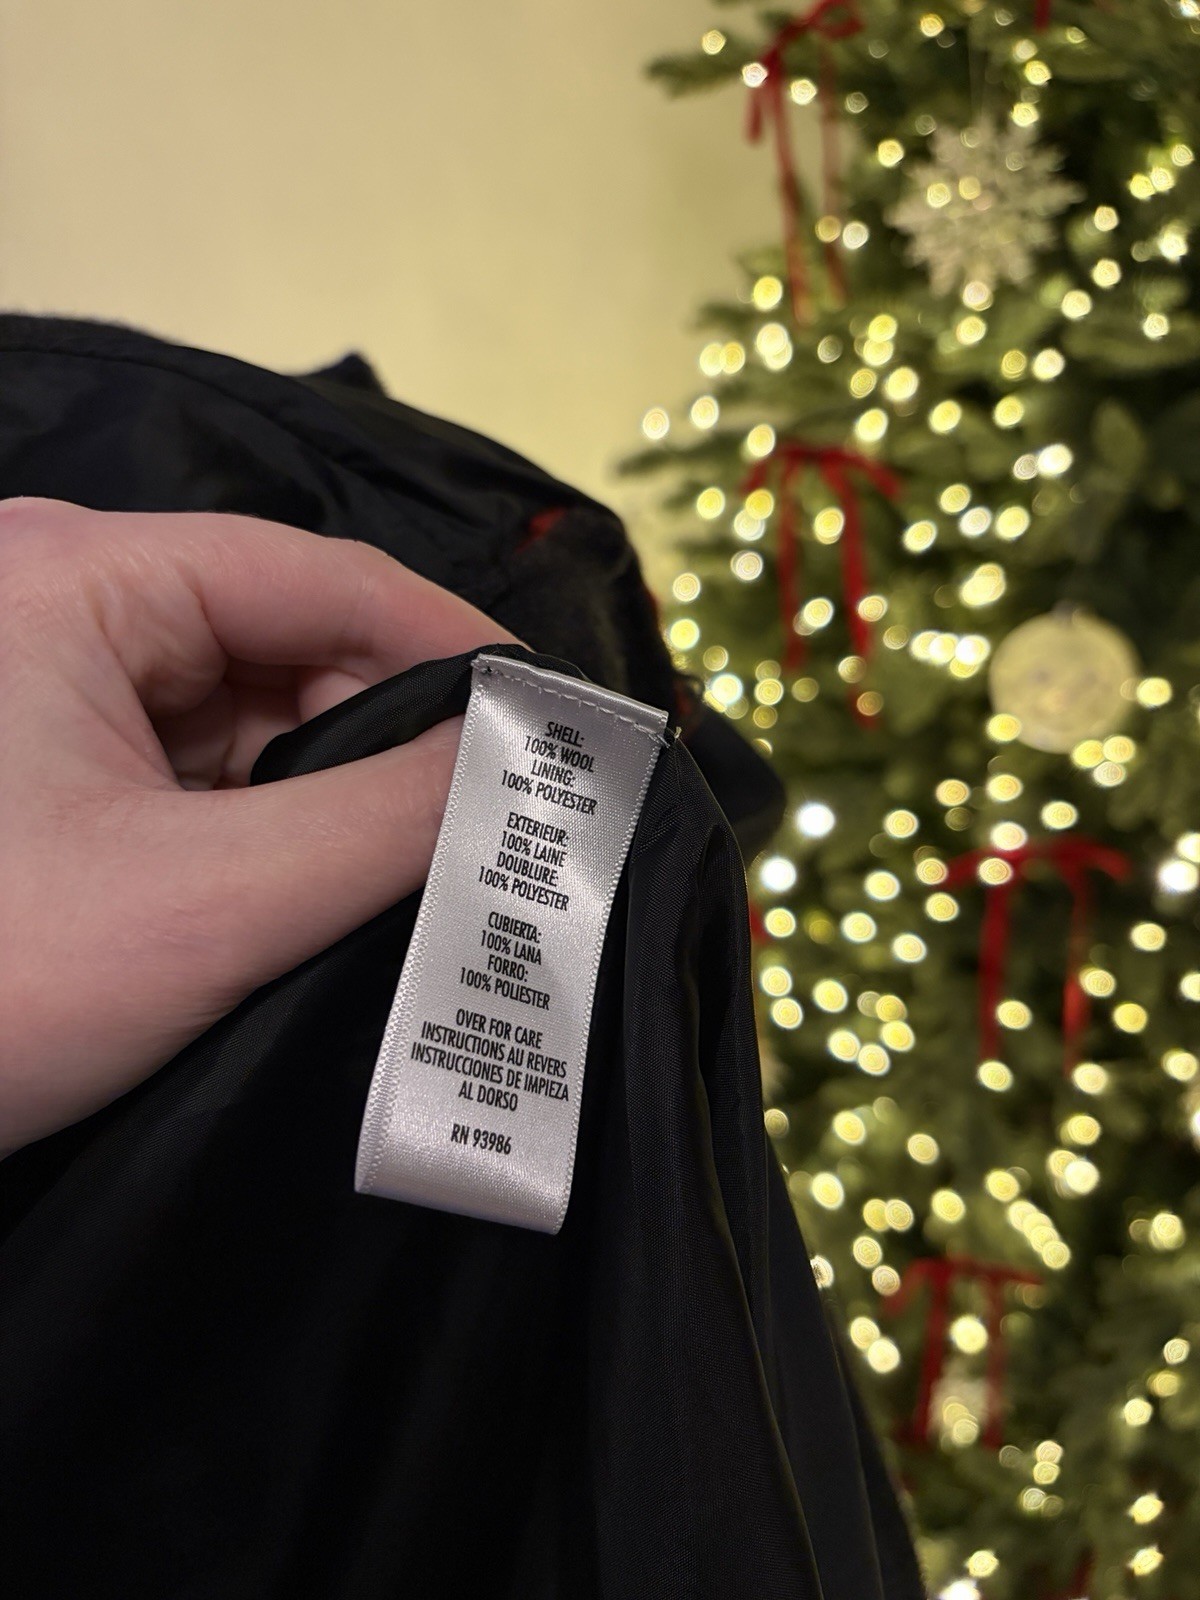 SHELL:
100% WOOL
LINING:
100% POLYESTER
EXTERIEUR:
100% LAINE
DOUBLURE:
100% POLYESTER
CUBIERTA:
100% LANA
FORRO:
100% POLIESTER
OVER FOR CARE
INSTRUCTIONS AU REVERS
INSTRUCCIONES DE IMPIEZA
AL DORSO
RN 93986